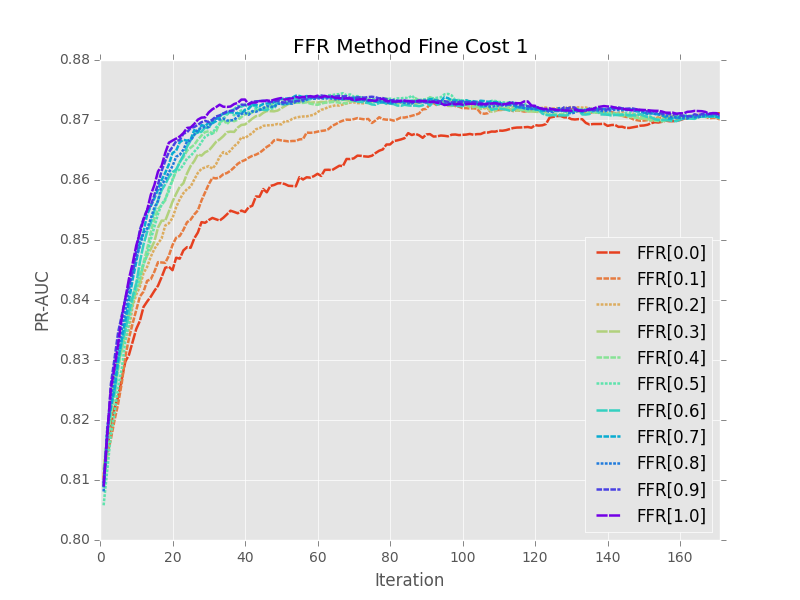 FFR Method Fine Cost 1
0.88
0.87
0.86
0.85
0.84
0.83
0.82
0.81
0.80
PR-AUC
0 20 40 60 80 100 120 140 160
Iteration
FFR[0.0]
FFR[0.1]
FFR[0.2]
FFR[0.3]
FFR[0.4]
FFR[0.5]
FFR[0.6]
FFR[0.7]
FFR[0.8]
FFR[0.9]
FFR[1.0]